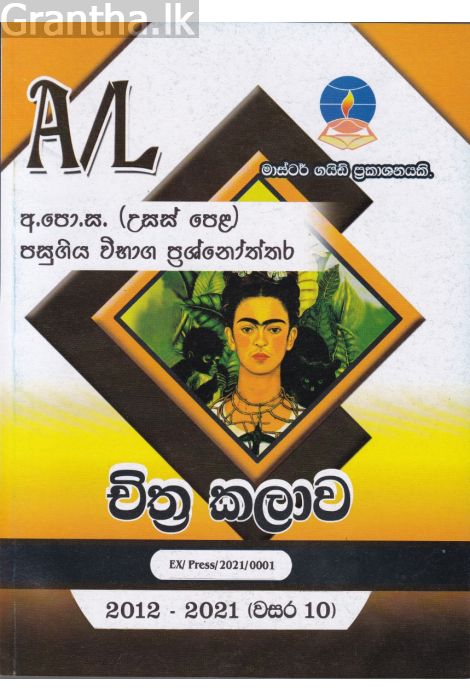 Grantha.lk
A/L
මාස්ටර් ගයිඩ් ප්‍රකාශනයකි.
අ.පො.ස. (උසස් පෙළ)
පසුගිය විභාග ප්‍රශ්නෝත්තර
චිත්‍ර කලාව
EX/ Press/2021/0001
2012 - 2021 (වසර 10)